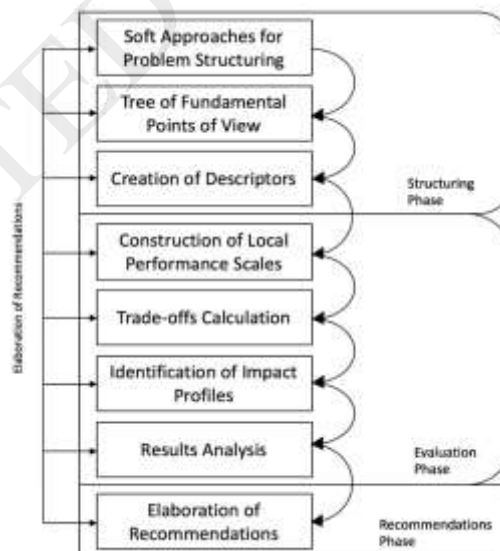 Soft Approaches for
Problem Structuring
Tree of Fundamental
Points of View
Creation of Descriptors
Structuring
Phase
Construction of Local
Performance Scales
Trade-offs Calculation
Identification of Impact
Profiles
Results Analysis
Evaluation
Phase
Elaboration of
Recommendations
Recommendations
Phase
Elaboration of Recommendations
TED